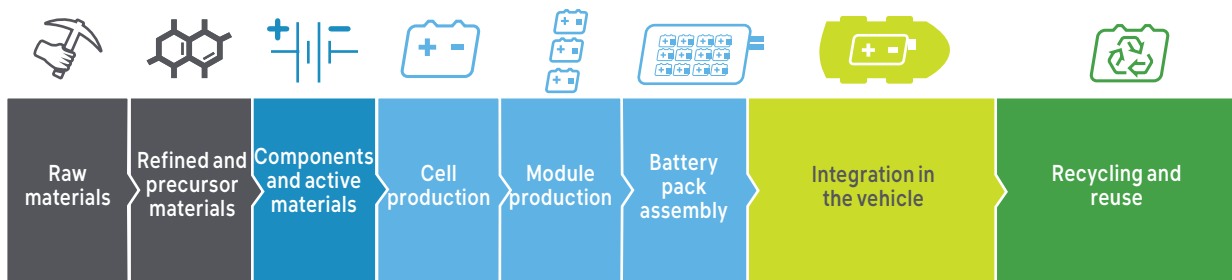 Raw
materials
Refined and
precursor
materials
Components
and active
materials
Cell
production
Module
production
Battery
pack
assembly
Integration in
the vehicle
Recycling and
reuse